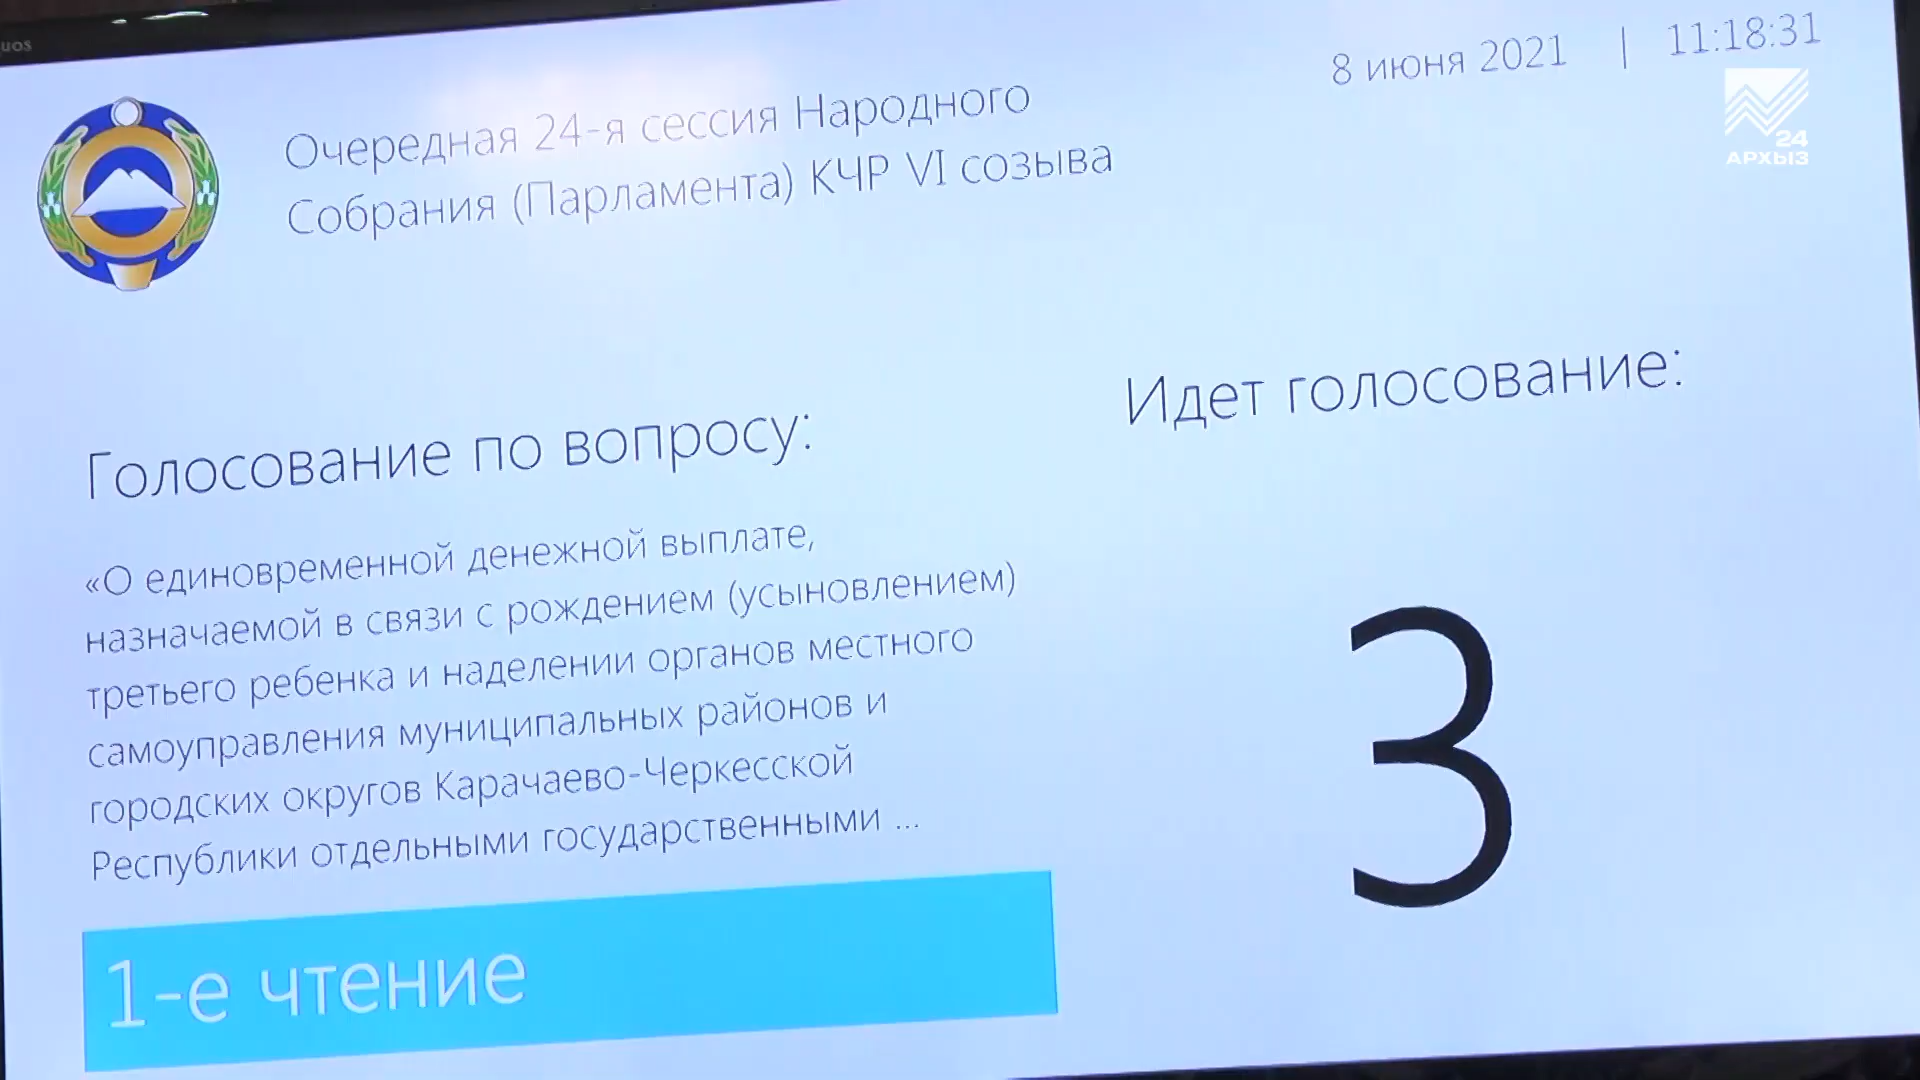 uos
8 июня 2021 | 11:18:31
24
АРХЫЗ
Очередная 24-я сессия Народного
Собрания (Парламента) КЧР VI созыва
Голосование по вопросу:
«О единовременной денежной выплате,
назначаемой в связи с рождением (усыновлением)
третьего ребенка и наделении органов местного
самоуправления муниципальных районов и
городских округов Карачаево-Черкесской
Республики отдельными государственными ...
1-е чтение
Идет голосование:
3